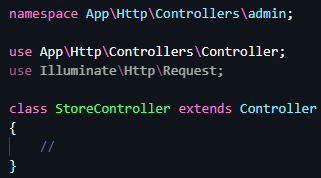 namespace App\Http\Controllers\admin;
use App\Http\Controllers\Controller;
use Illuminate\Http\Request;
class StoreController extends Controller
{
//
}